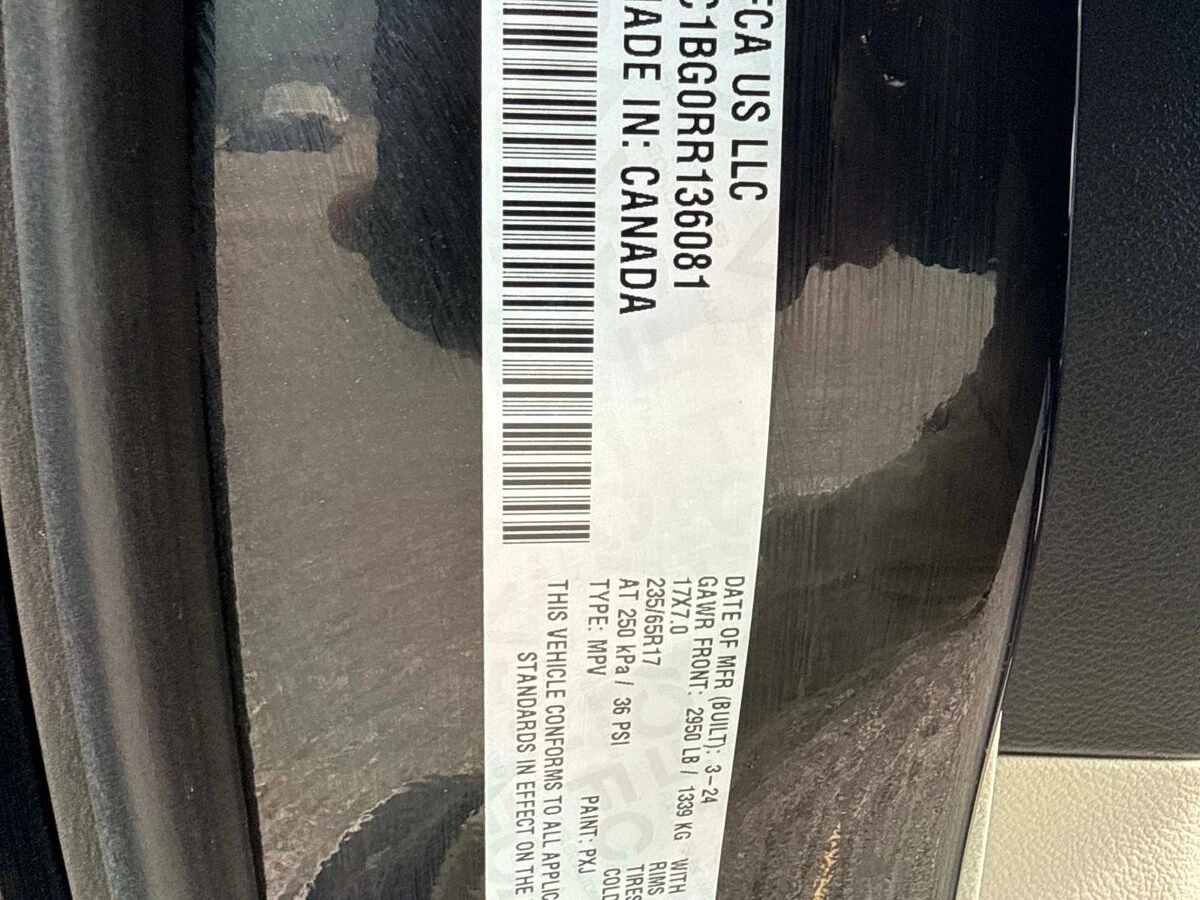 FCA US LLC
C1BG0RR136081
MADE IN: CANADA
DATE OF MFR (BUILT): 3-24
GAWR FRONT: 2950 LB / 1339 KG WITH
17X7.0 RIMS
235/65R17 TIRES
AT 250 kPa / 36 PSI COLD
TYPE: MPV PAINT: PXJ
THIS VEHICLE CONFORMS TO ALL APPLIC
STANDARDS IN EFFECT ON THE